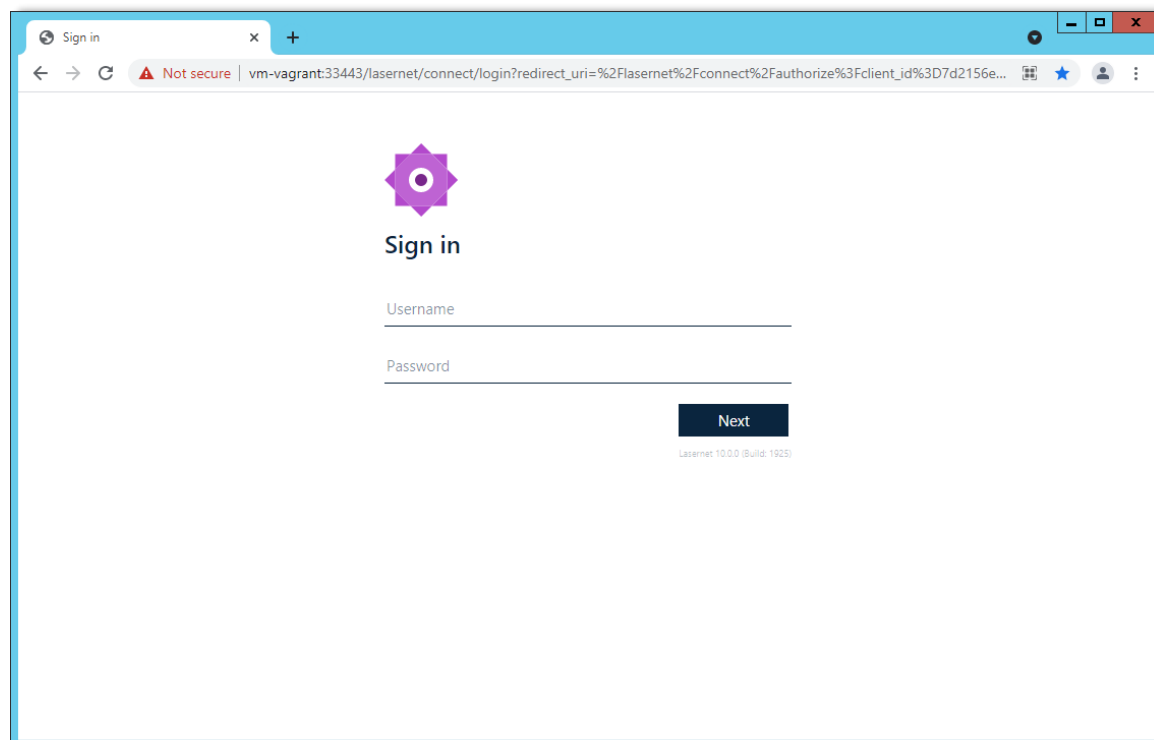 Sign in
Not secure vm-vagrant:33443/lasernet/connect/login?redirect_uri=%2Flasernet%2Fconnect%2Fauthorize%3Fclient_id%3D7d2156e...
Sign in
Username
Password
Next
Lasernet 10.0.0 (Build: 1925)